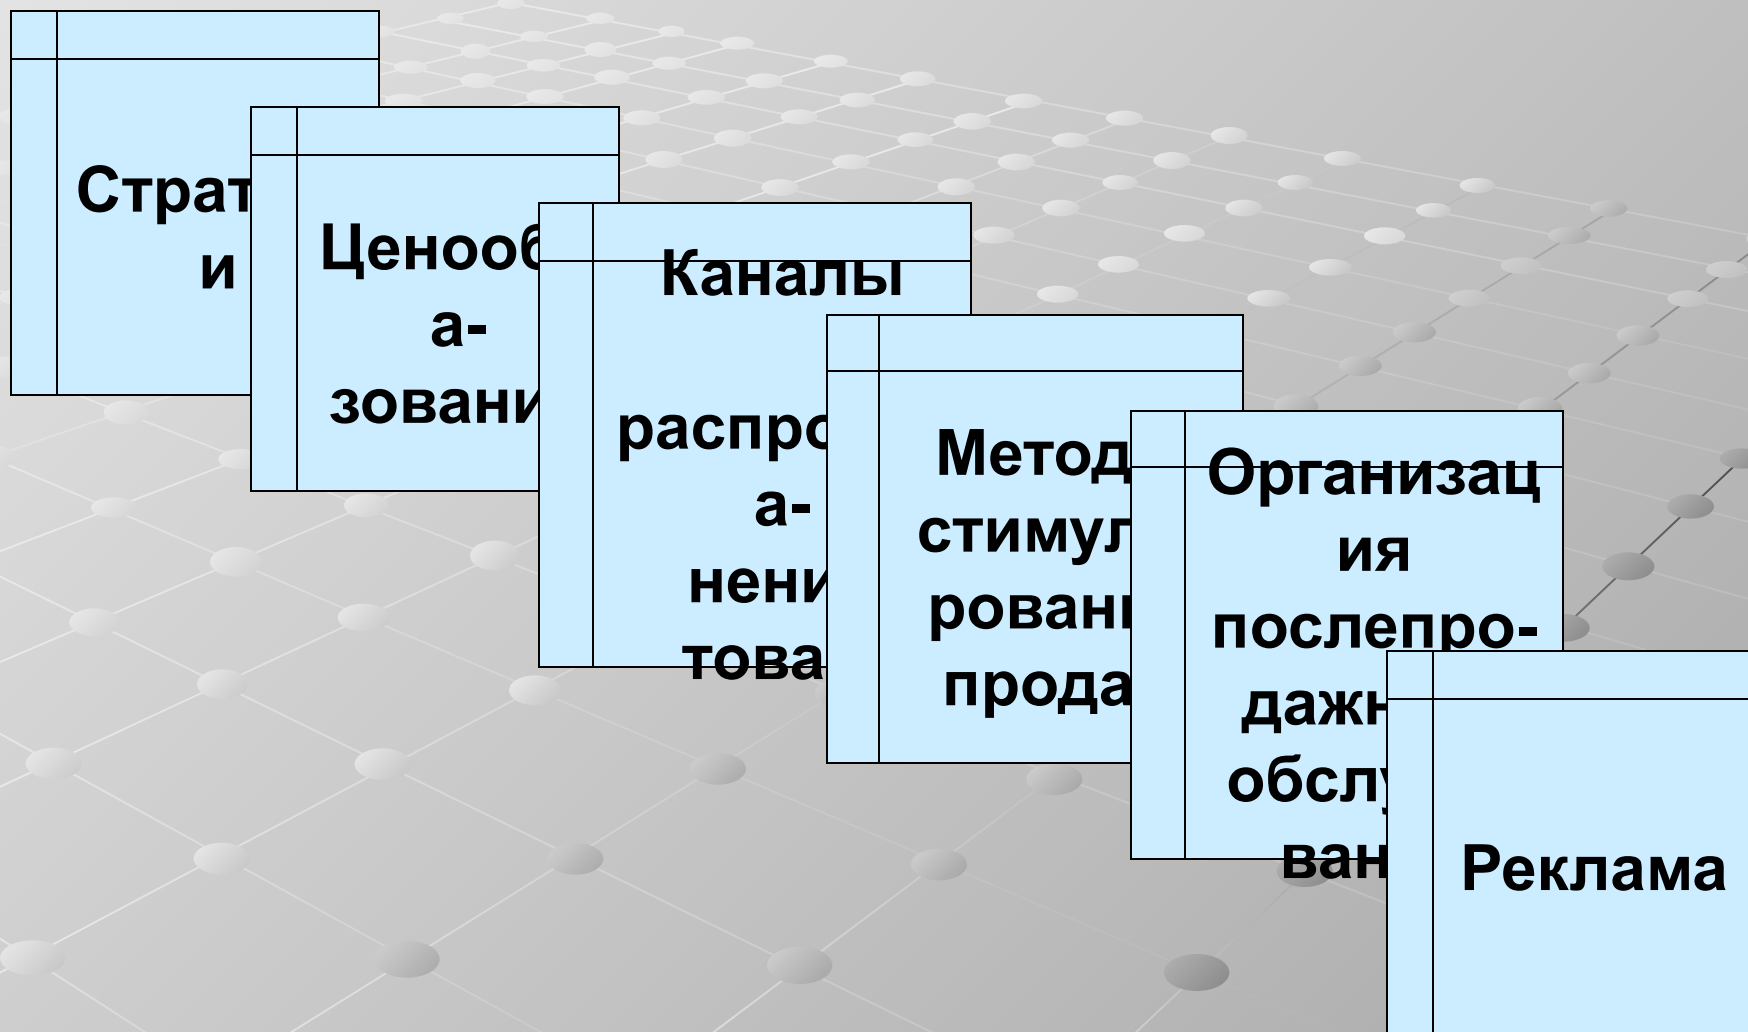 Страт
и
Ценооб
а-
зовани
Каналы
распро
а-
нени
това
Метод
стимул
рован
прода
Организац
ия
послепро-
дажн
обслу
ван
Реклама